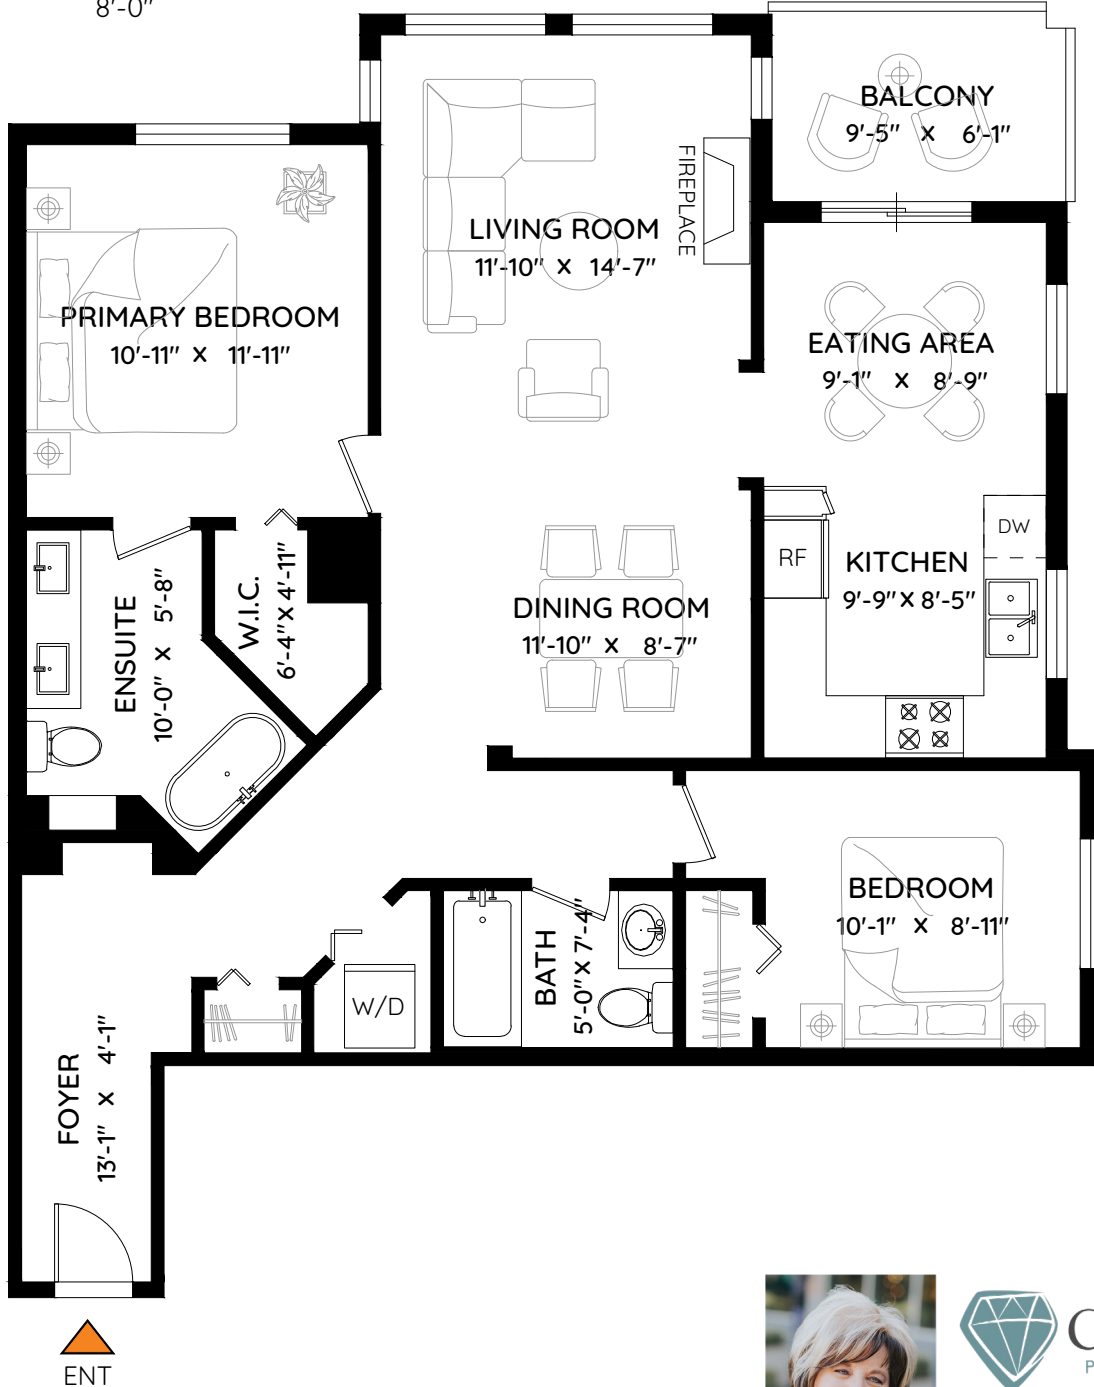 8'-0"
BALCONY
9'-5" X 6'-1"
FIREPLACE
LIVING ROOM
11'-10" X 14'-7"
PRIMARY BEDROOM
10'-11" X 11'-11"
EATING AREA
9'-1" X 8'-9"
DW
RF
KITCHEN
9'-9" X 8'-5"
W.I.C.
6'-4" X 4'-11"
ENSUITE
10'-0" X 5'-8"
DINING ROOM
11'-10" X 8'-7"
BEDROOM
10'-1" X 8'-11"
BATH
5'-0" X 7'-4"
W/D
FOYER
13'-1" X 4'-1"
ENT